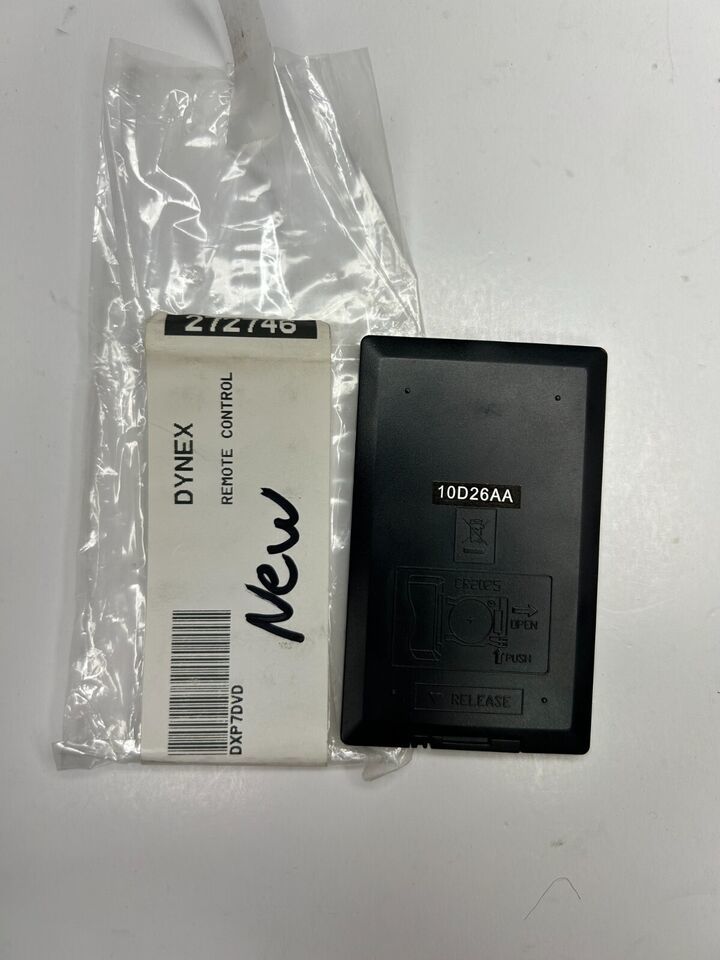 272746
DYNEX
REMOTE CONTROL
New
DXP7DVD
10D26AA
CR2025
OPEN
PUSH
RELEASE